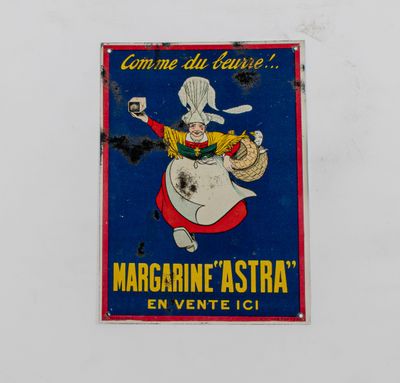 Comme du beurre!..
MARGARINE "ASTRA"
EN VENTE ICI